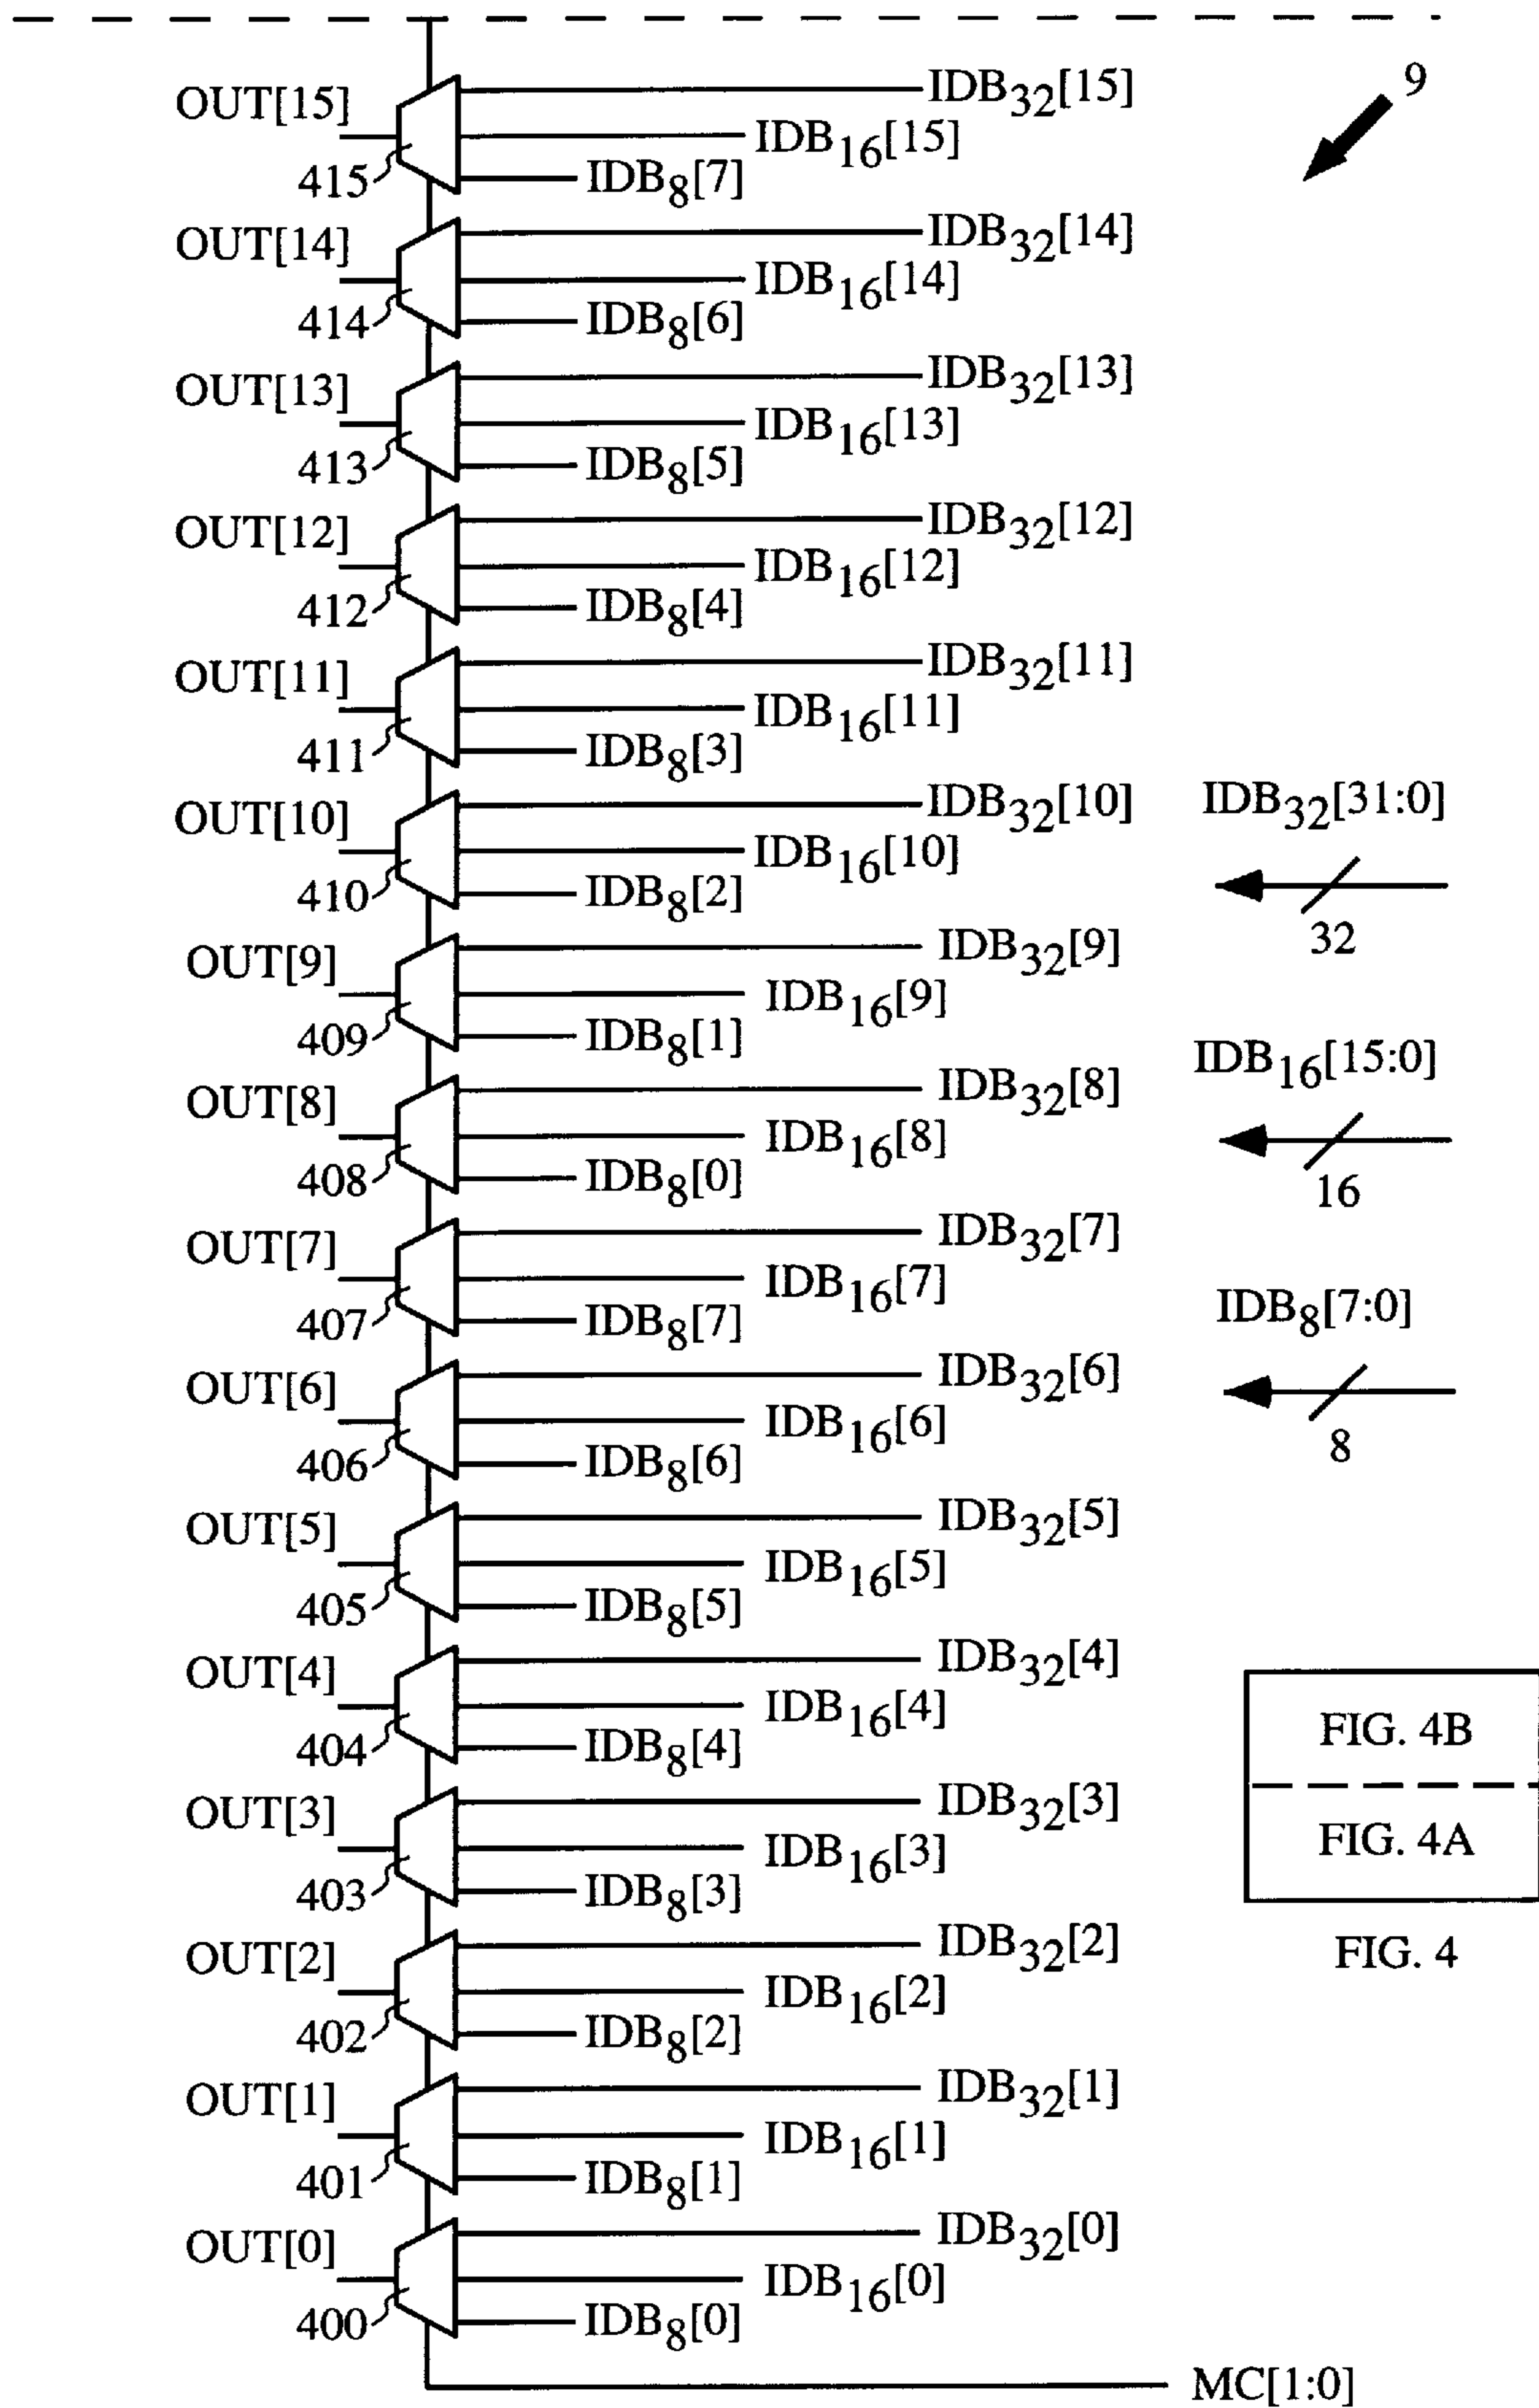 9
OUT[15] IDB32[15]
IDB16[15]
415 IDB8[7]
OUT[14] IDB32[14]
IDB16[14]
414 IDB8[6]
OUT[13] IDB32[13]
IDB16[13]
413 IDB8[5]
OUT[12] IDB32[12]
IDB16[12]
412 IDB8[4]
OUT[11] IDB32[11]
IDB16[11]
411 IDB8[3]
OUT[10] IDB32[10]
IDB16[10]
410 IDB8[2]
OUT[9] IDB32[9]
IDB16[9]
409 IDB8[1]
OUT[8] IDB32[8]
IDB16[8]
408 IDB8[0]
OUT[7] IDB32[7]
IDB16[7]
407 IDB8[7]
OUT[6] IDB32[6]
IDB16[6]
406 IDB8[6]
OUT[5] IDB32[5]
IDB16[5]
405 IDB8[5]
OUT[4] IDB32[4]
IDB16[4]
404 IDB8[4]
OUT[3] IDB32[3]
IDB16[3]
403 IDB8[3]
OUT[2] IDB32[2]
IDB16[2]
402 IDB8[2]
OUT[1] IDB32[1]
IDB16[1]
401 IDB8[1]
OUT[0] IDB32[0]
IDB16[0]
400 IDB8[0]
MC[1:0]
IDB32[31:0]
32
IDB16[15:0]
16
IDB8[7:0]
8
FIG. 4B
FIG. 4A
FIG. 4